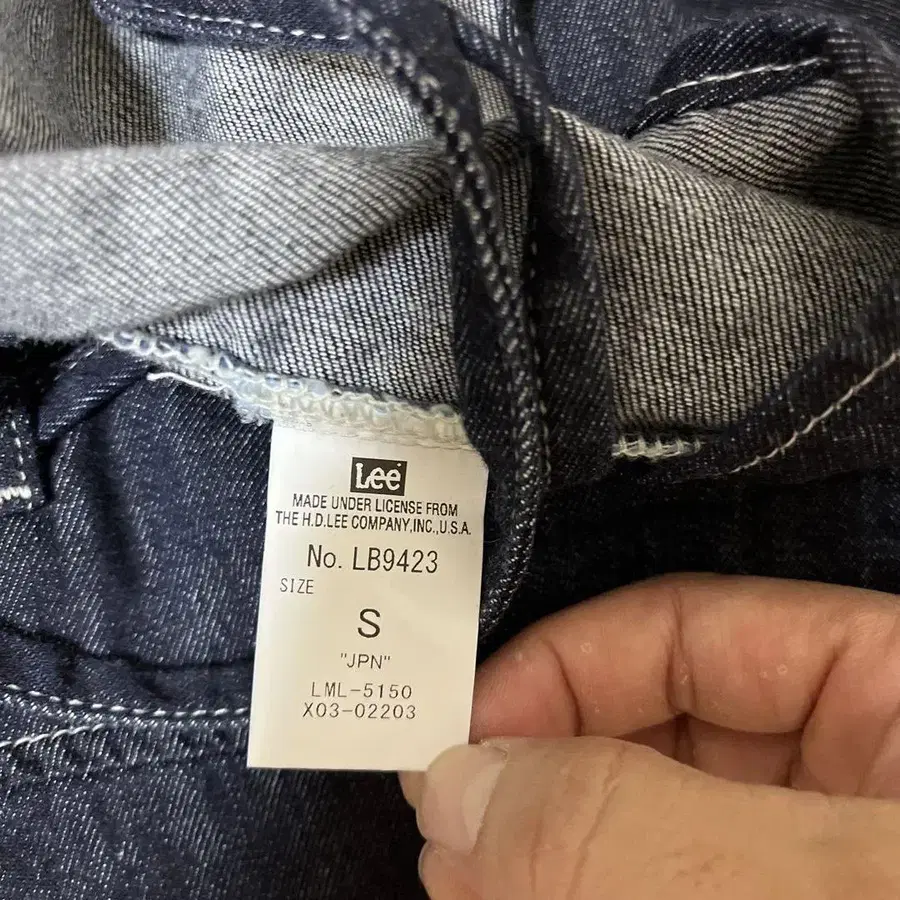 Lee
MADE UNDER LICENSE FROM
THE H.D.LEE COMPANY,INC.,U.S.A.
No. LB9423
SIZE
S
"JPN"
LML-5150
X03-02203